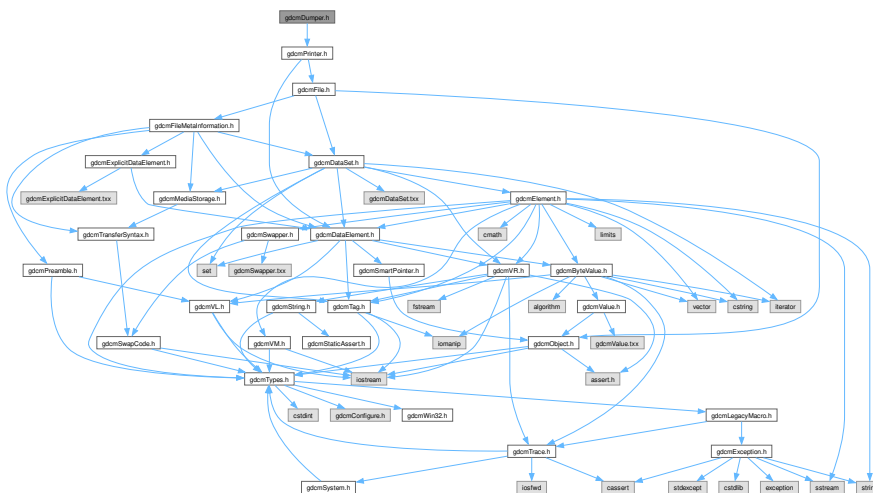 gdcmDumper.h
gdcmPrinter.h
gdcmFile.h
gdcmFileMetaInformation.h
gdcmExplicitDataElement.h
gdcmDataSet.h
gdcmExplicitDataElement.txx
gdcmMediaStorage.h
gdcmDataSet.txx
gdcmElement.h
gdcmTransferSyntax.h
gdcmSwapper.h
gdcmDataElement.h
cmath
limits
gdcmPreamble.h
set
gdcmSwapper.txx
gdcmSmartPointer.h
gdcmVR.h
gdcmByteValue.h
gdcmVL.h
gdcmString.h
gdcmTag.h
fstream
algorithm
gdcmValue.h
vector
cstring
iterator
gdcmSwapCode.h
gdcmVM.h
gdcmStaticAssert.h
iomanip
gdcmObject.h
gdcmValue.txx
gdcmTypes.h
iostream
assert.h
cstdint
gdcmConfigure.h
gdcmWin32.h
gdcmLegacyMacro.h
gdcmTrace.h
gdcmException.h
gdcmSystem.h
iosfwd
cassert
stdexcept
cstdlib
exception
sstream